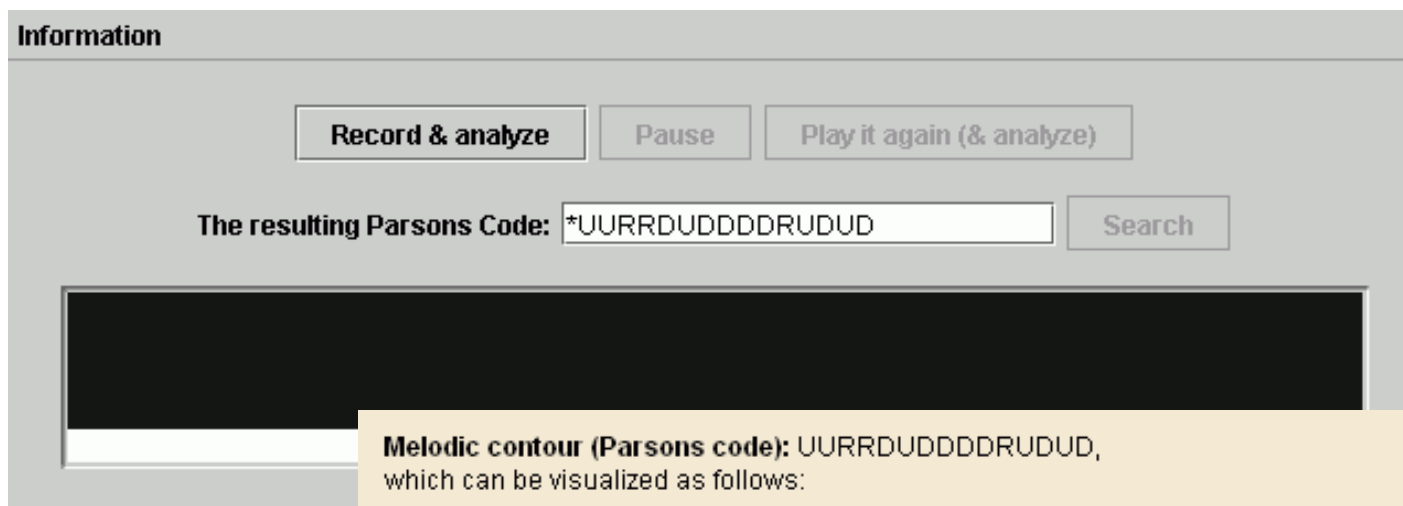 Information
Record & analyze Pause Play it again (& analyze)
The resulting Parsons Code: *UURRDUDDDDRUDUD Search
Melodic contour (Parsons code): UURRDUDDDDRUDUD,
which can be visualized as follows: